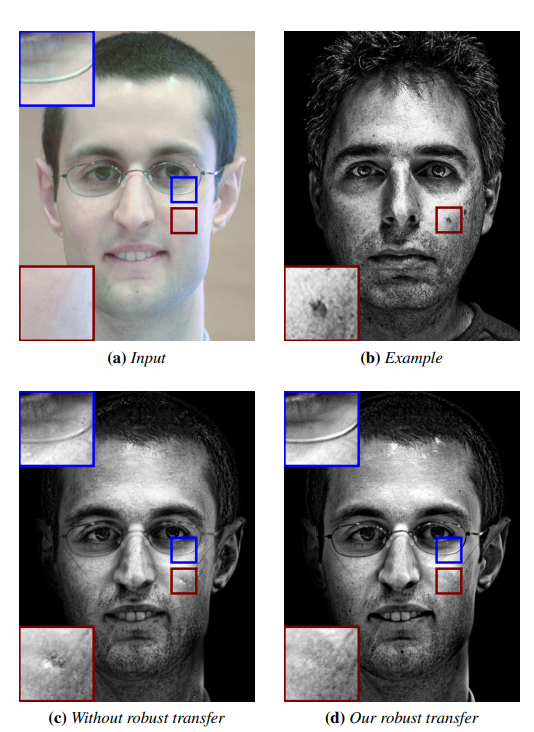 (a) Input
(b) Example
(c) Without robust transfer
(d) Our robust transfer